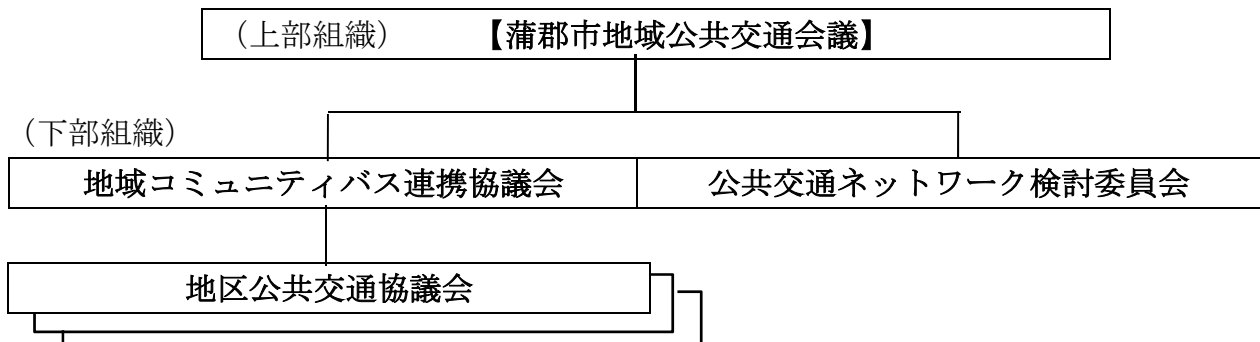 （上部組織）　【蒲郡市地域公共交通会議】
（下部組織）
地域コミュニティバス連携協議会　公共交通ネットワーク検討委員会
地区公共交通協議会